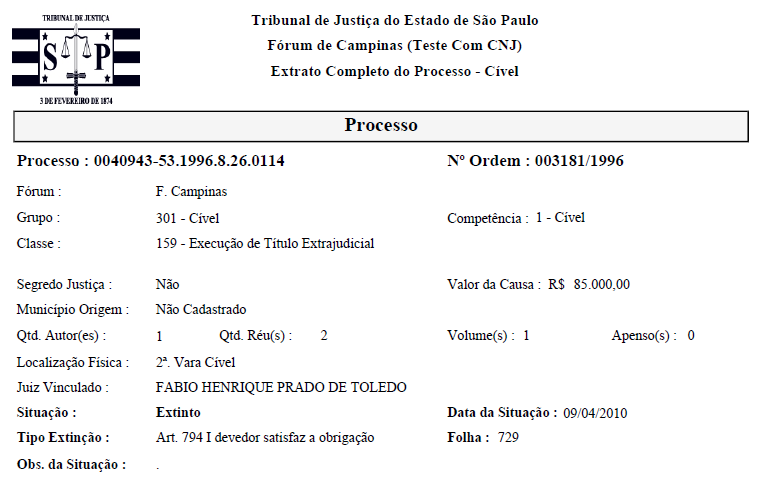 TRIBUNAL DE JUSTIÇA
S P
3 DE FEVEREIRO DE 1874
Tribunal de Justiça do Estado de São Paulo
Fórum de Campinas (Teste Com CNJ)
Extrato Completo do Processo - Cível
Processo
Processo : 0040943-53.1996.8.26.0114 Nº Ordem : 003181/1996
Fórum : F. Campinas
Grupo : 301 - Cível Competência : 1 - Cível
Classe : 159 - Execução de Título Extrajudicial
Segredo Justiça : Não Valor da Causa : R$ 85.000,00
Município Origem : Não Cadastrado
Qtd. Autor(es) : 1 Qtd. Réu(s) : 2 Volume(s) : 1 Apenso(s) : 0
Localização Física : 2ª. Vara Cível
Juiz Vinculado : FABIO HENRIQUE PRADO DE TOLEDO
Situação : Extinto Data da Situação : 09/04/2010
Tipo Extinção : Art. 794 I devedor satisfaz a obrigação Folha : 729
Obs. da Situação : .